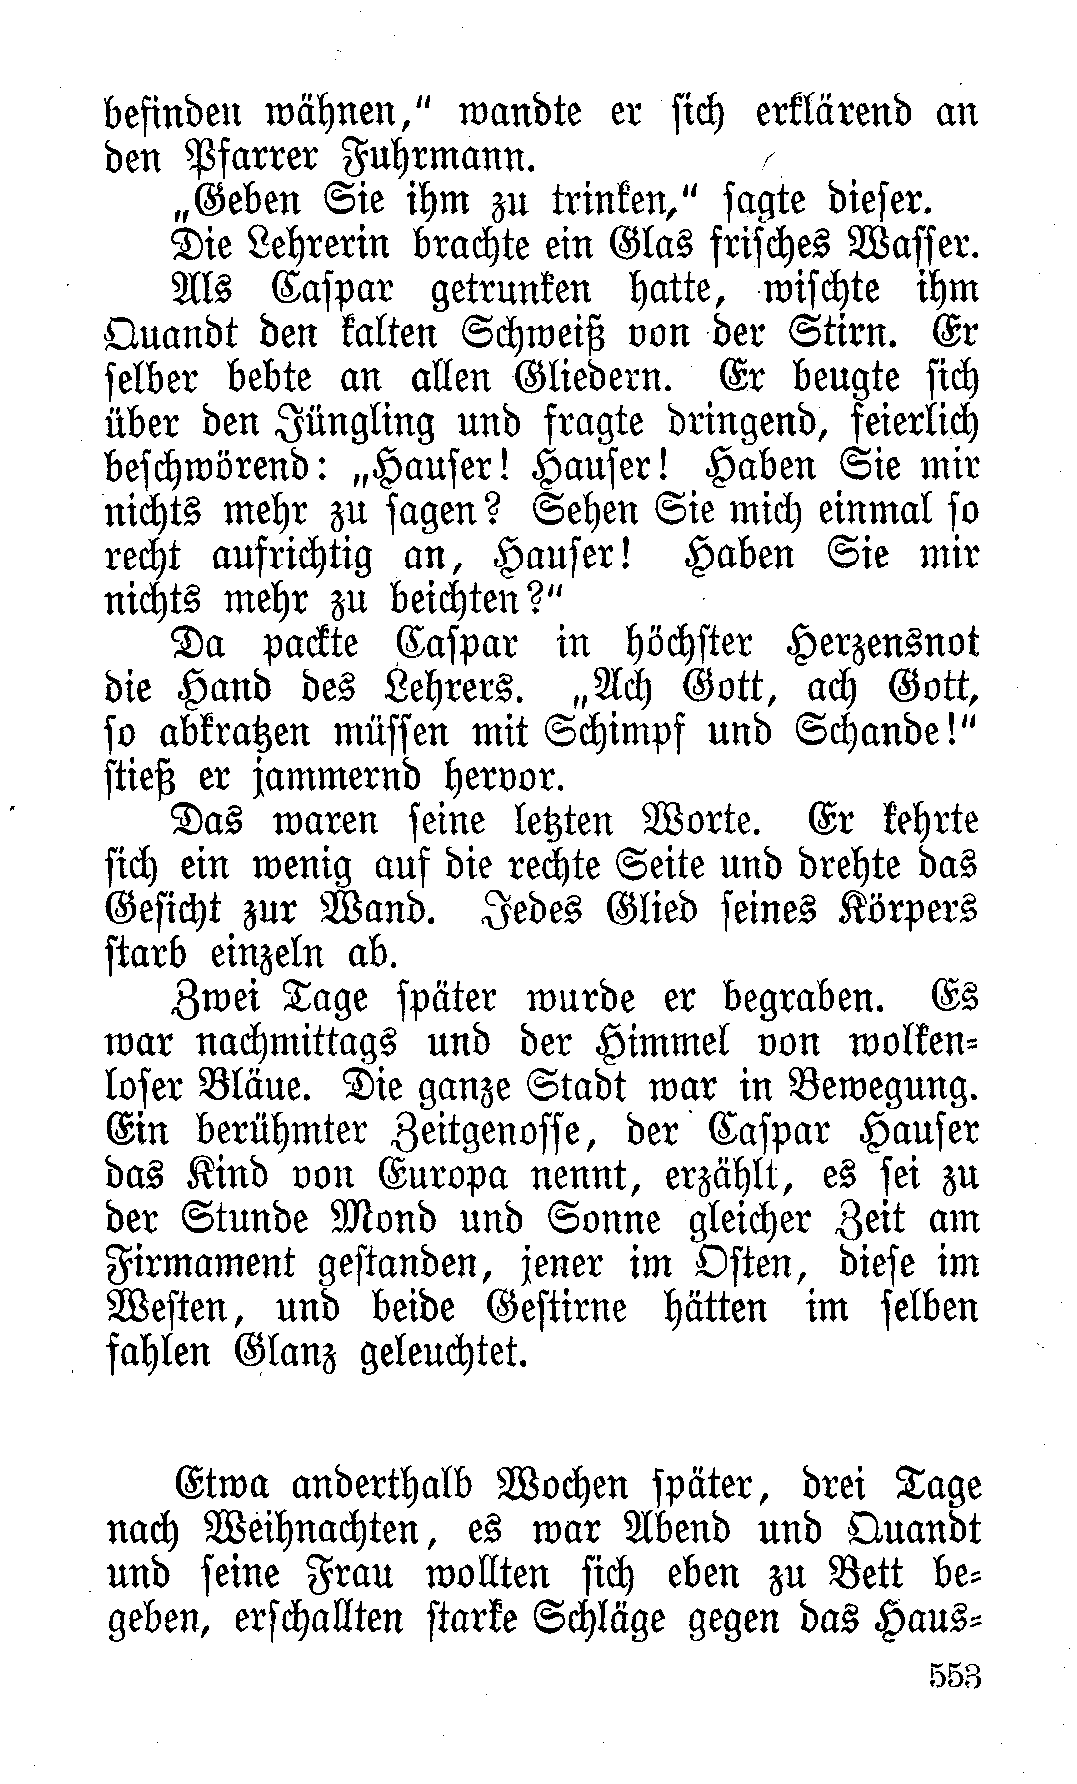 befinden wähnen,“ wandte er sich erklärend an
den Pfarrer Fuhrmann.
„Geben Sie ihm zu trinken,“ sagte dieser.
Die Lehrerin brachte ein Glas frisches Wasser.
Als Caspar getrunken hatte, wischte ihm
Quandt den kalten Schweiß von der Stirn. Er
selber bebte an allen Gliedern. Er beugte sich
über den Jüngling und fragte dringend, feierlich
beschwörend: „Hauser! Hauser! Haben Sie mir
nichts mehr zu sagen? Sehen Sie mich einmal so
recht aufrichtig an, Hauser! Haben Sie mir
nichts mehr zu beichten?“
Da packte Caspar in höchster Herzensnot
die Hand des Lehrers. „Ach Gott, ach Gott,
so abkratzen müssen mit Schimpf und Schande!“
stieß er jammernd hervor.
Das waren seine letzten Worte. Er kehrte
sich ein wenig auf die rechte Seite und drehte das
Gesicht zur Wand. Jedes Glied seines Körpers
starb einzeln ab.
Zwei Tage später wurde er begraben. Es
war nachmittags und der Himmel von wolken-
loser Bläue. Die ganze Stadt war in Bewegung.
Ein berühmter Zeitgenosse, der Caspar Hauser
das Kind von Europa nennt, erzählt, es sei zu
der Stunde Mond und Sonne gleicher Zeit am
Firmament gestanden, jener im Osten, diese im
Westen, und beide Gestirne hätten im selben
fahlen Glanz geleuchtet.
Etwa anderthalb Wochen später, drei Tage
nach Weihnachten, es war Abend und Quandt
und seine Frau wollten sich eben zu Bett be-
geben, erschallten starke Schläge gegen das Haus-
553